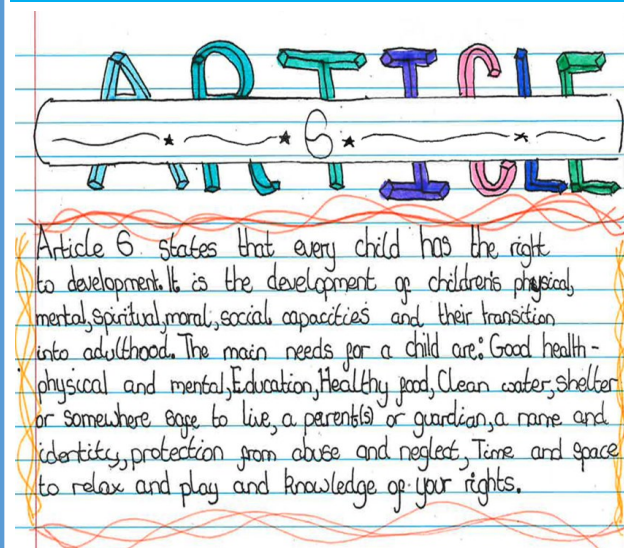 ARTICLE
6
Article 6 states that every child has the right
to development. It is the development of children's physical,
mental, spiritual, moral, social capacities and their transition
into adulthood. The main needs for a child are: Good health -
physical and mental, Education, Healthy food, Clean water, shelter
or somewhere safe to live, a parent(s) or guardian, a name and
identity, protection from abuse and neglect, Time and space
to relax and play and knowledge of your rights.